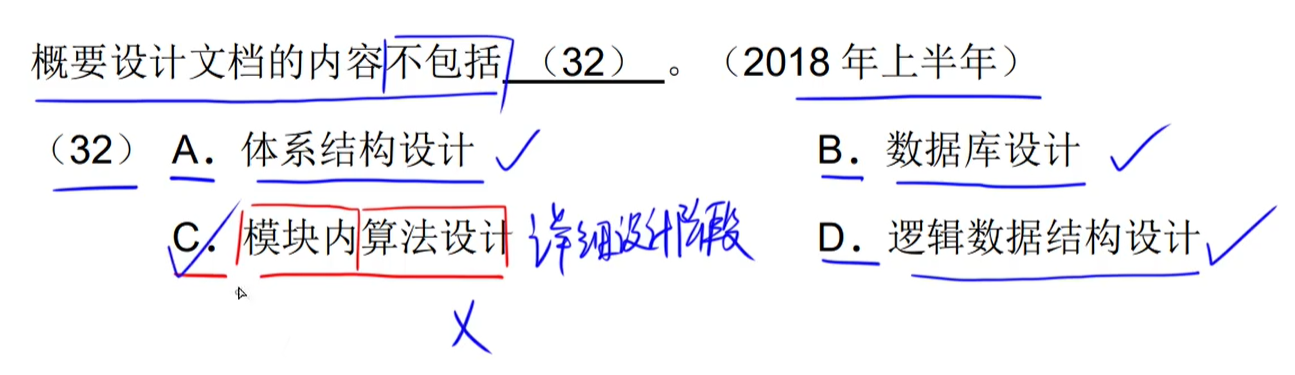 概要设计文档的内容不包括（32）。（2018 年上半年）
（32）A．体系结构设计 B．数据库设计
C．模块内算法设计 详细设计阶段 D．逻辑数据结构设计